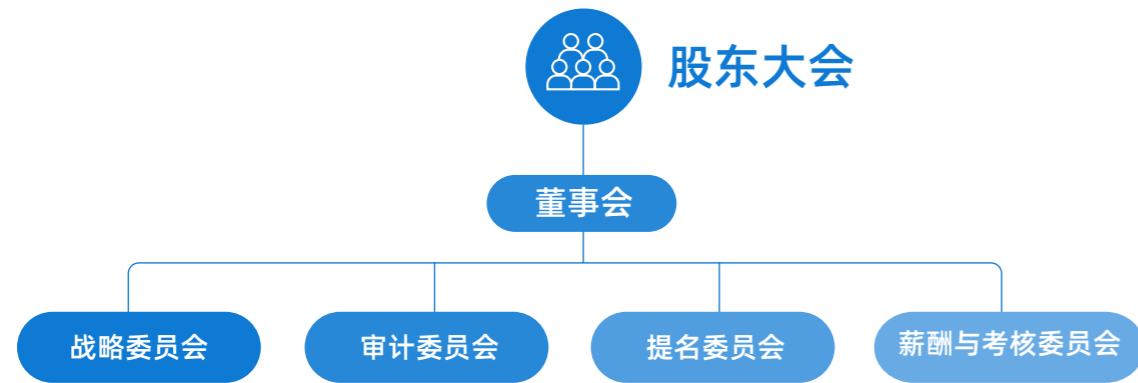 股东大会
董事会
战略委员会
审计委员会
提名委员会
薪酬与考核委员会